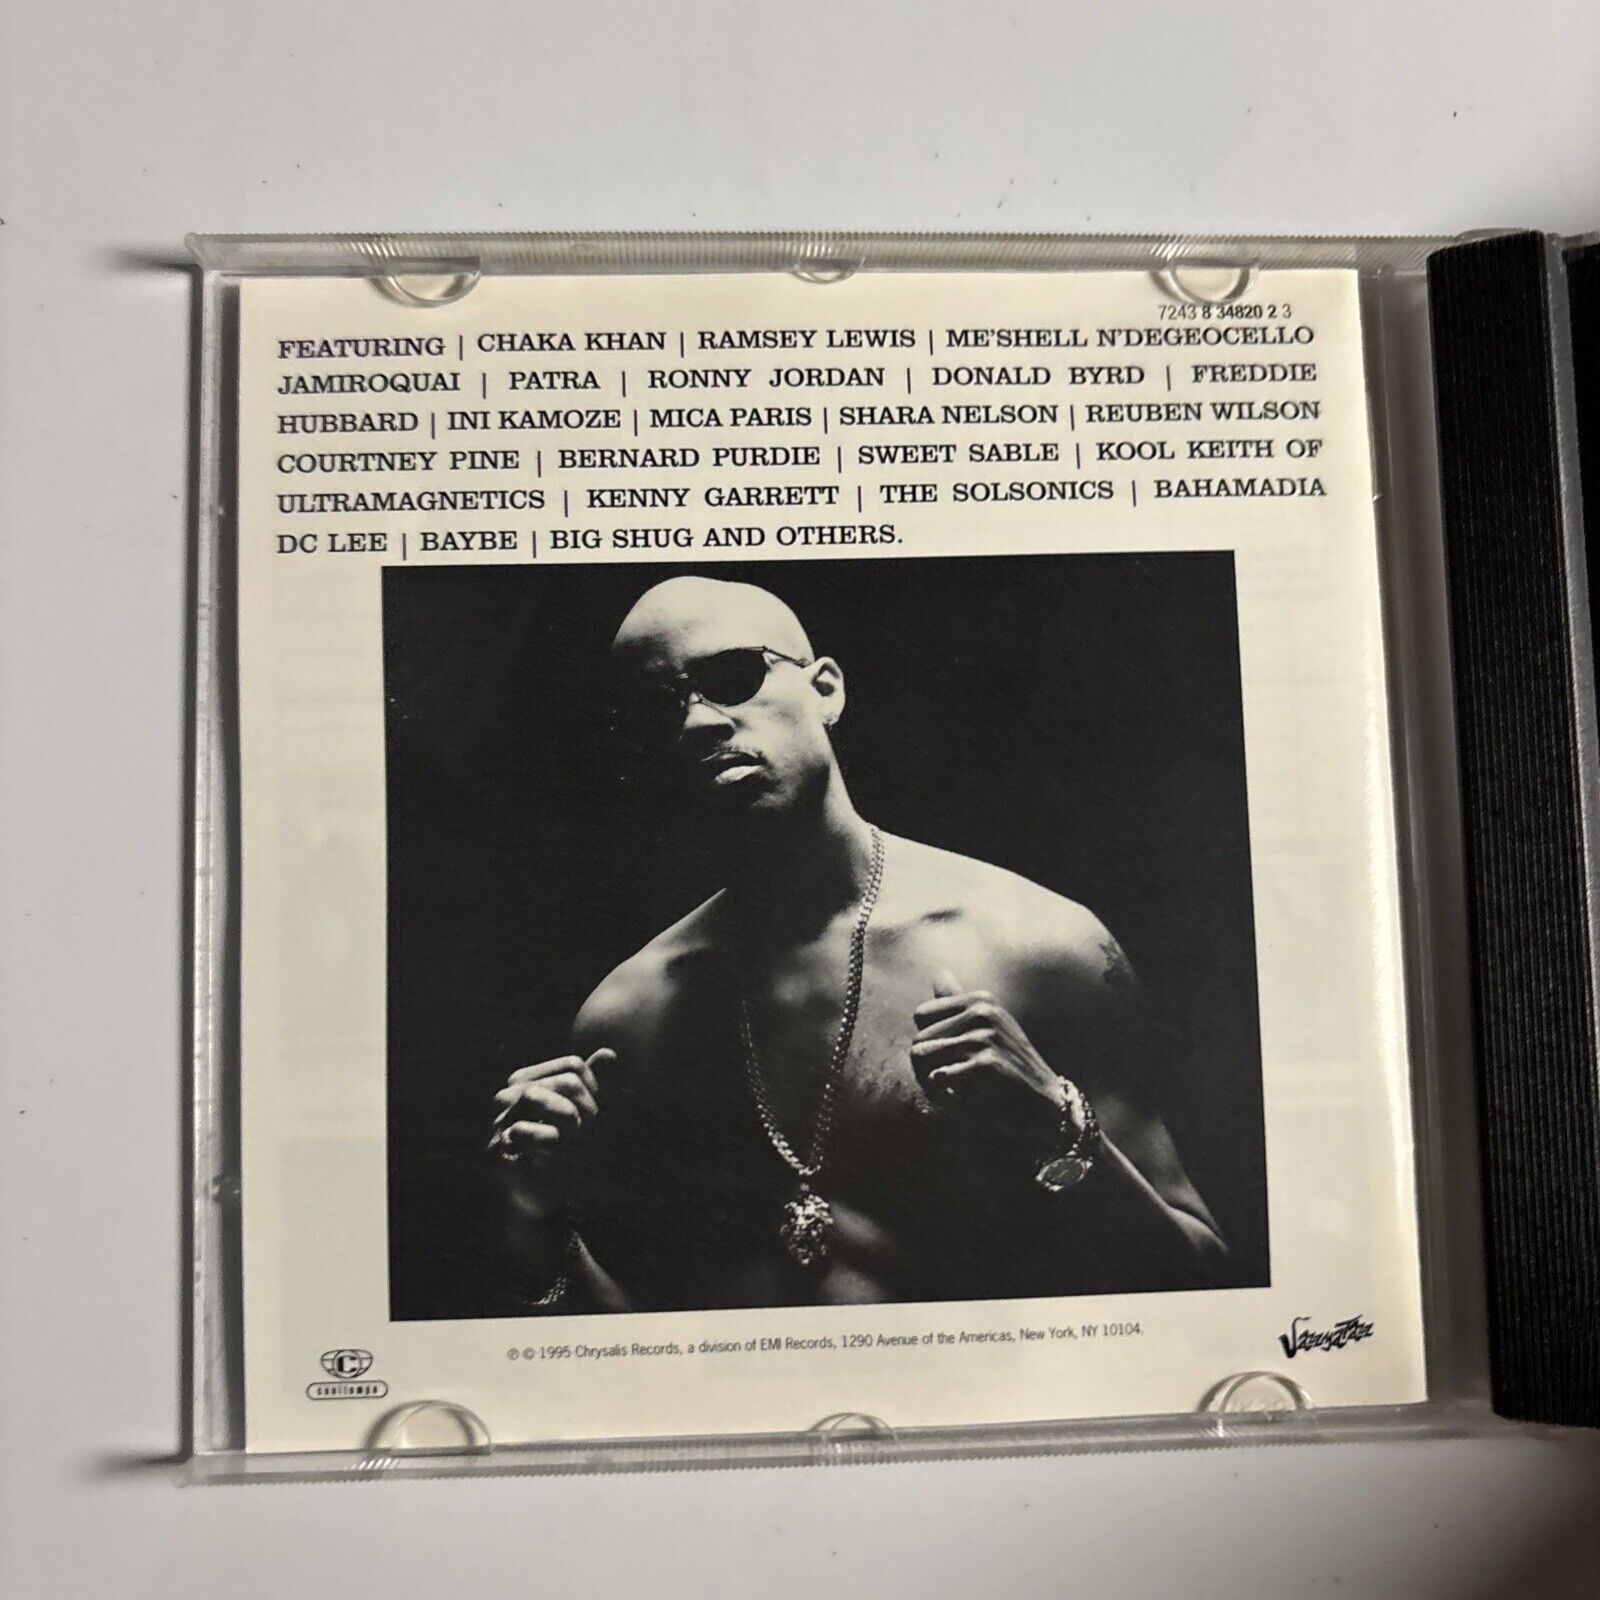 7243 8 34820 2 3
FEATURING | CHAKA KHAN | RAMSEY LEWIS | ME'SHELL N'DEGEOCELLO
JAMIROQUAI | PATRA | RONNY JORDAN | DONALD BYRD | FREDDIE
HUBBARD | INI KAMOZE | MICA PARIS | SHARA NELSON | REUBEN WILSON
COURTNEY PINE | BERNARD PURDIE | SWEET SABLE | KOOL KEITH OF
ULTRAMAGNETICS | KENNY GARRETT | THE SOLSONICS | BAHAMADIA
DC LEE | BAYBE | BIG SHUG AND OTHERS.
℗ © 1995 Chrysalis Records, a division of EMI Records, 1290 Avenue of the Americas, New York, NY 10104.
Jazzmatazz
C
cooltempo